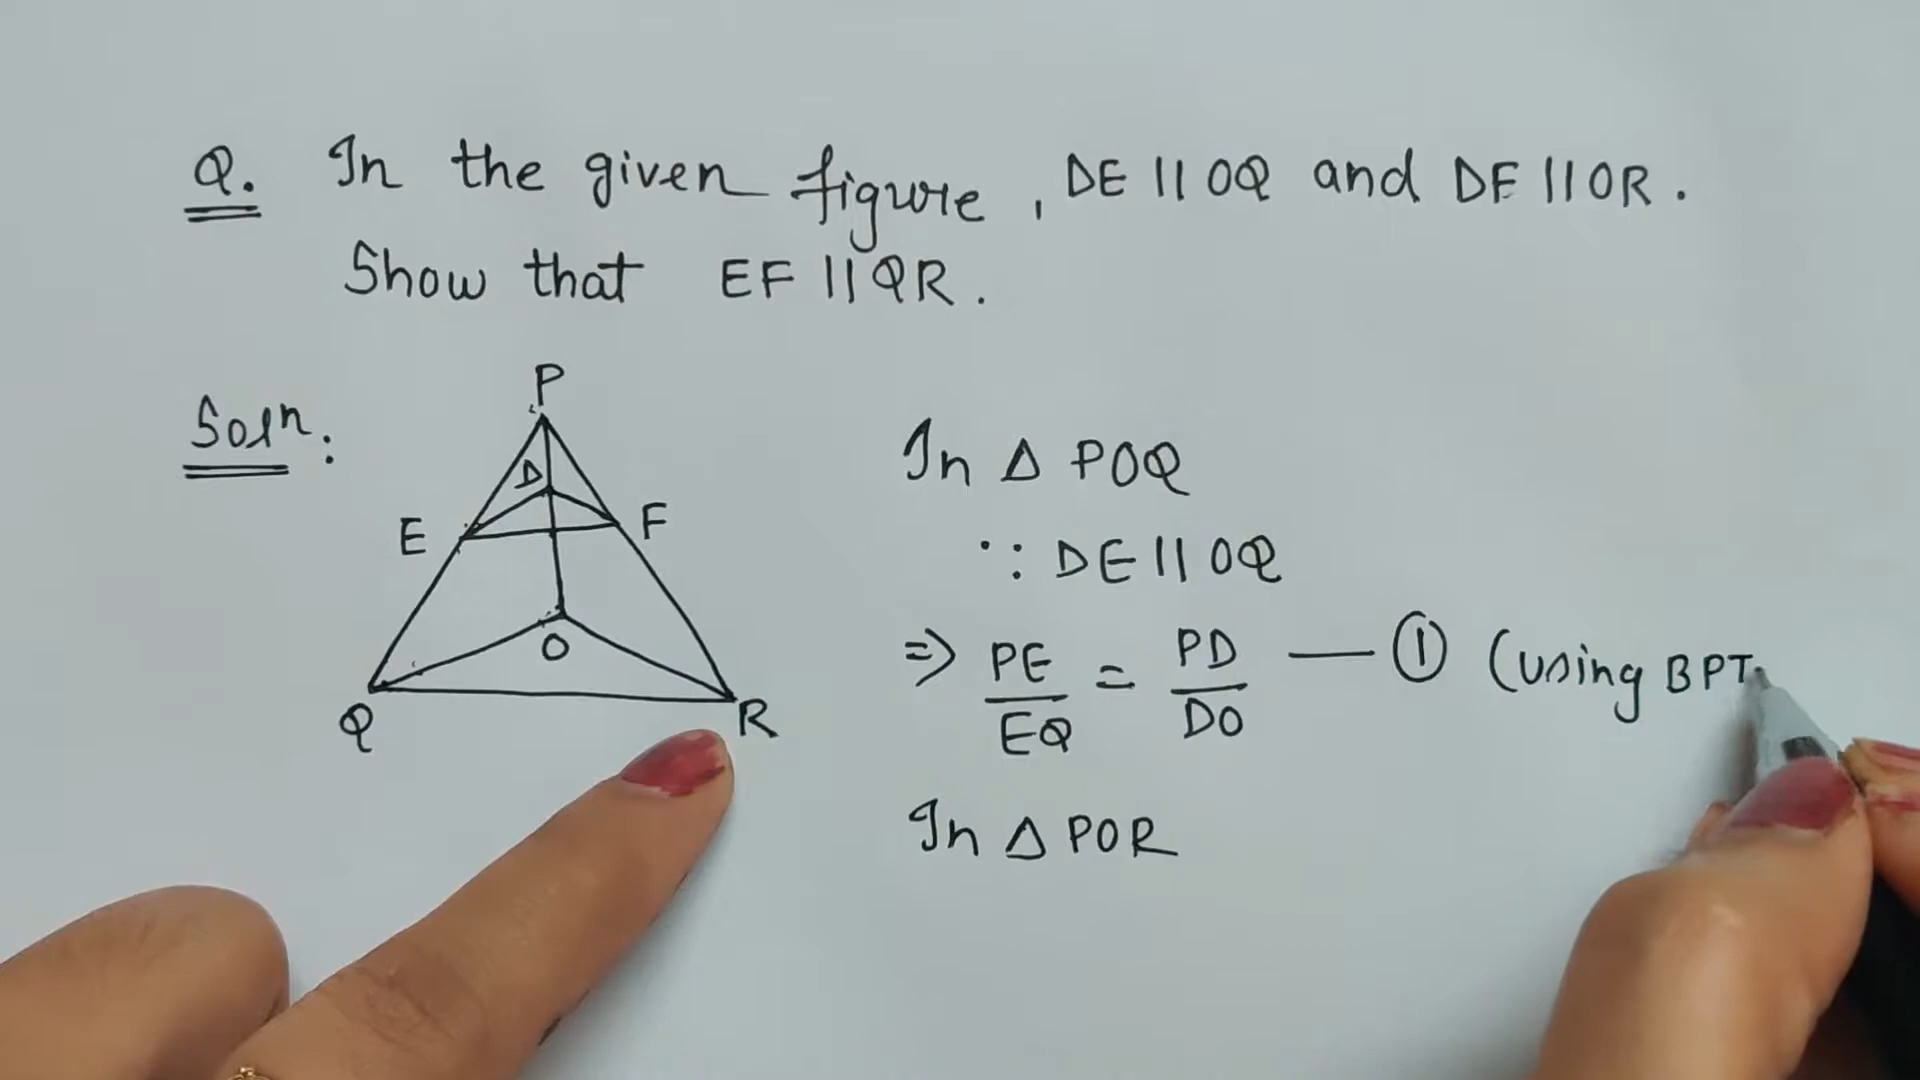 Q. In the given figure, DE || OQ and DF || OR.
Show that EF || QR.
Solⁿ:
P
D
E
F
O
Q
R
In Δ POQ
∵ DE || OQ
=> PE/EQ = PD/DO — ① (using BPT
In Δ POR